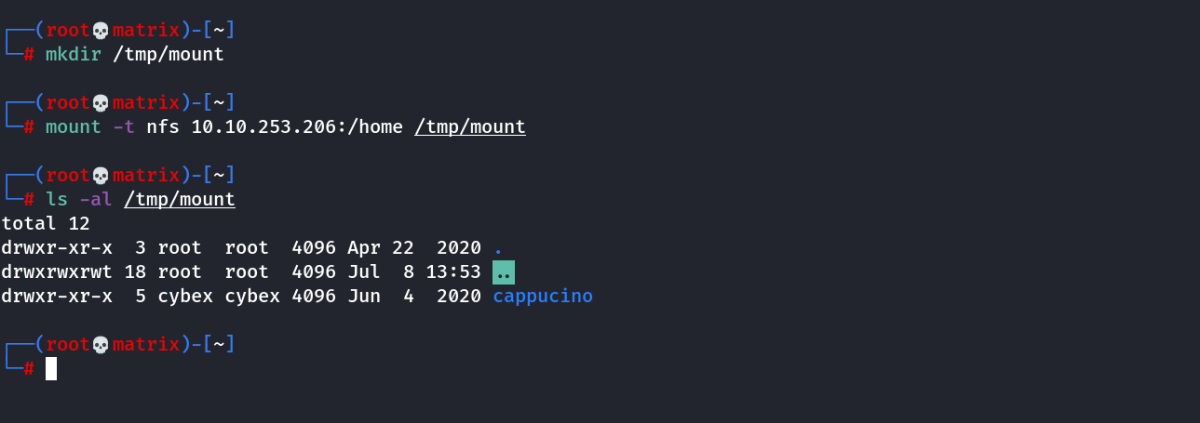 ┌──(root💀matrix)-[~]
└─# mkdir /tmp/mount
┌──(root💀matrix)-[~]
└─# mount -t nfs 10.10.253.206:/home /tmp/mount
┌──(root💀matrix)-[~]
└─# ls -al /tmp/mount
total 12
drwxr-xr-x  3 root  root  4096 Apr 22  2020 .
drwxrwxrwt 18 root  root  4096 Jul  8 13:53 ..
drwxr-xr-x  5 cybex cybex 4096 Jun  4  2020 cappucino
┌──(root💀matrix)-[~]
└─#